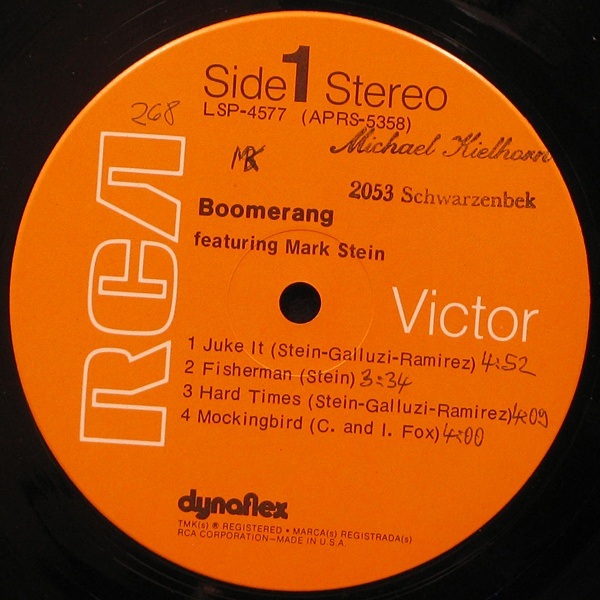 Side 1 Stereo
LSP-4577 (APRS-5358)
268
Michael Kielhorn
MK
2053 Schwarzenbek
RCA
Boomerang
featuring Mark Stein
Victor
1 Juke It (Stein-Galluzi-Ramirez) 4:52
2 Fisherman (Stein) 3:34
3 Hard Times (Stein-Galluzi-Ramirez) 4:09
4 Mockingbird (C. and I. Fox) 4:00
dynaflex
TMK(s) ® REGISTERED • MARCA(s) REGISTRADA(s)
RCA CORPORATION—MADE IN U.S.A.